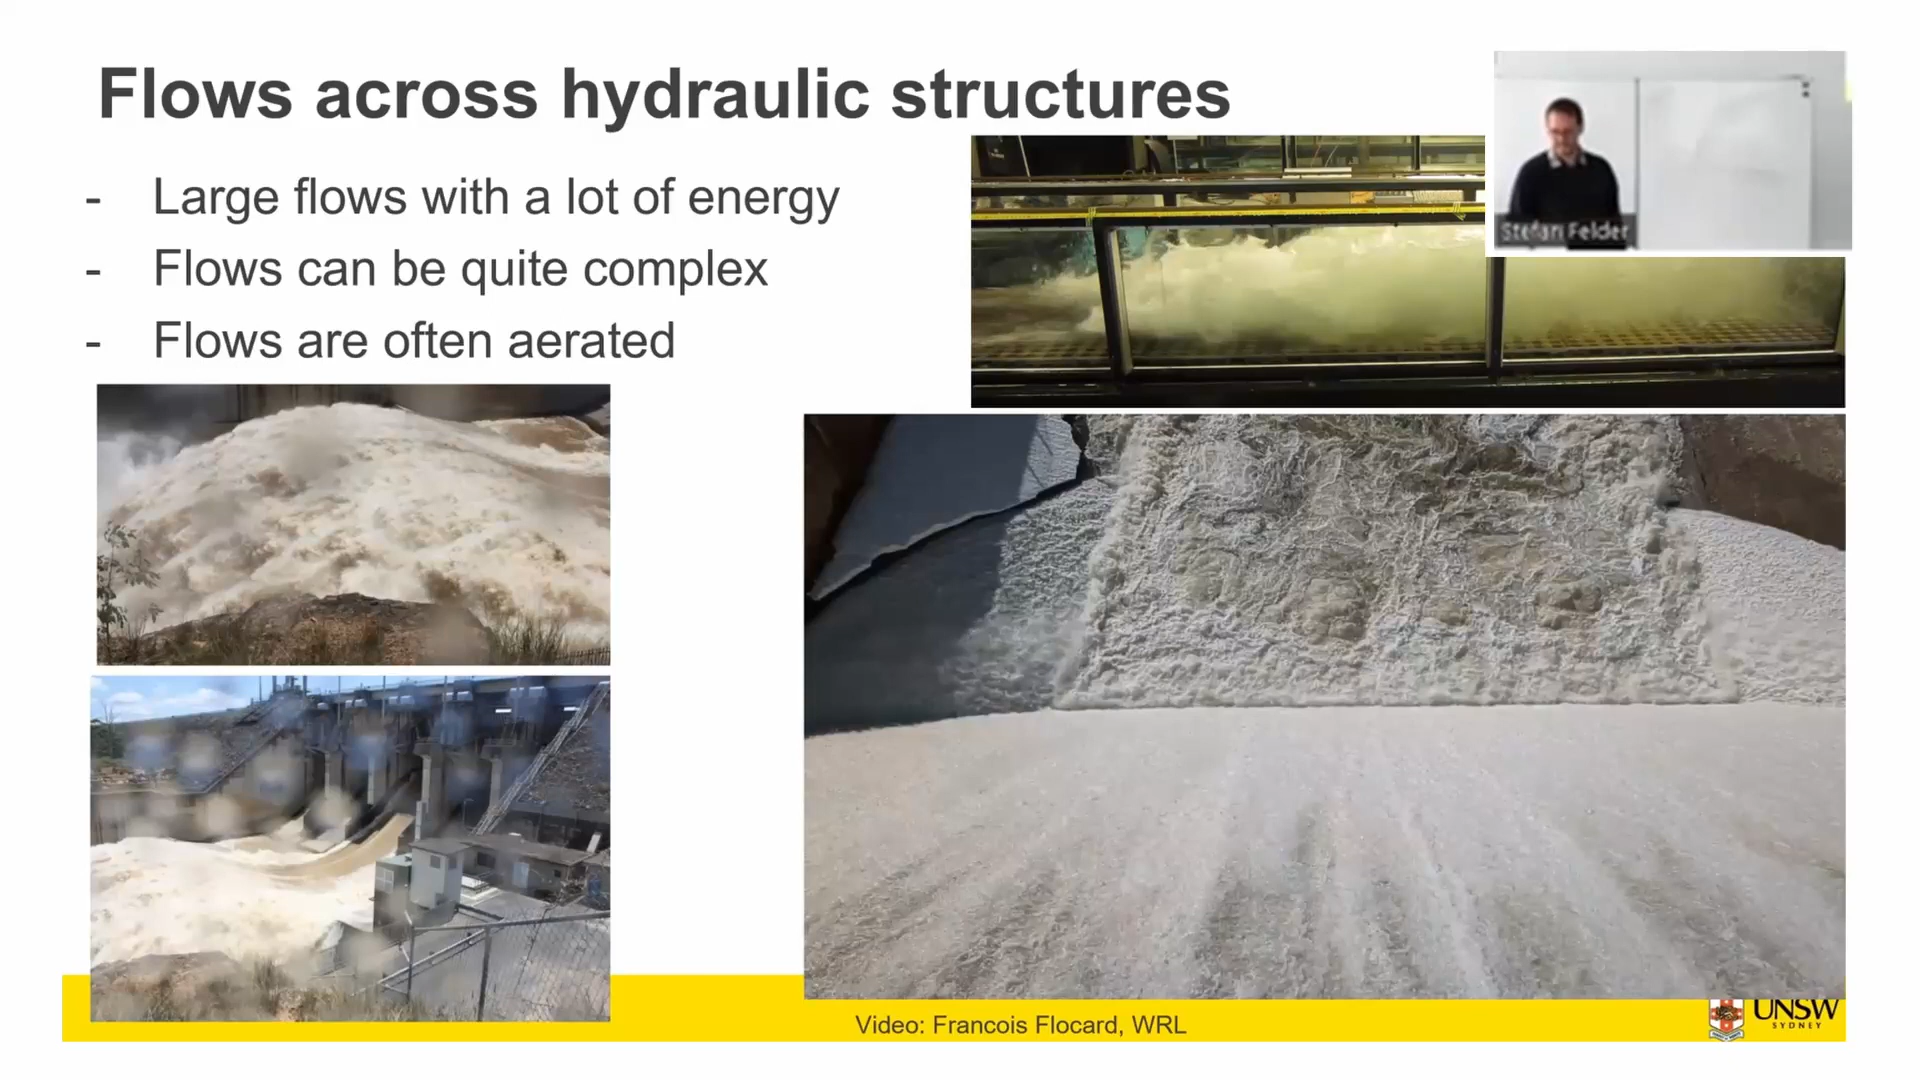 Flows across hydraulic structures
- Large flows with a lot of energy
- Flows can be quite complex
- Flows are often aerated
Stefan Felder
Video: Francois Flocard, WRL
UNSW
SYDNEY